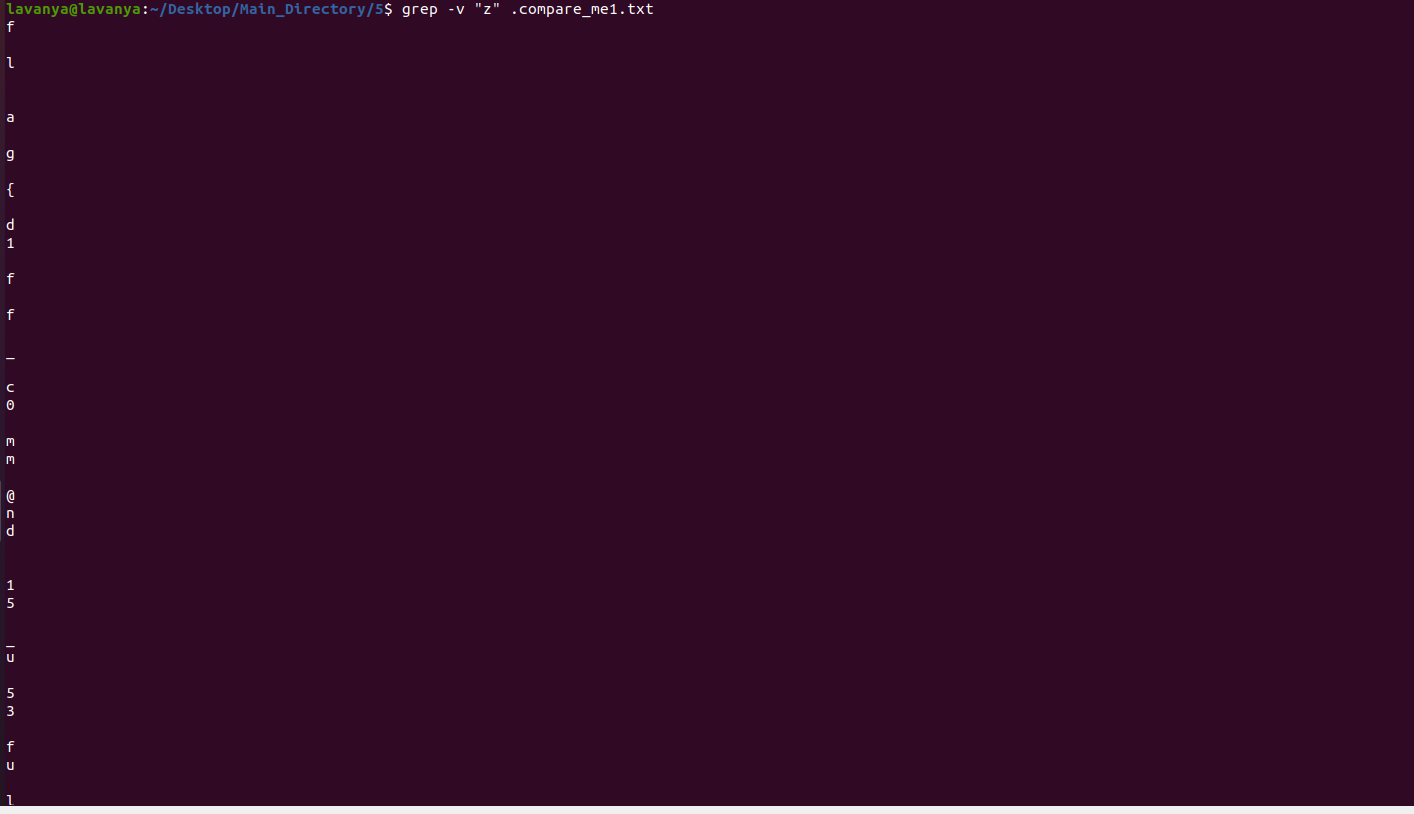 lavanya@lavanya:~/Desktop/Main_Directory/5$ grep -v "z" .compare_me1.txt
f
l
a
g
{
d
1
f
f
_
c
0
m
m
@
n
d
1
5
_
u
5
3
f
u
l